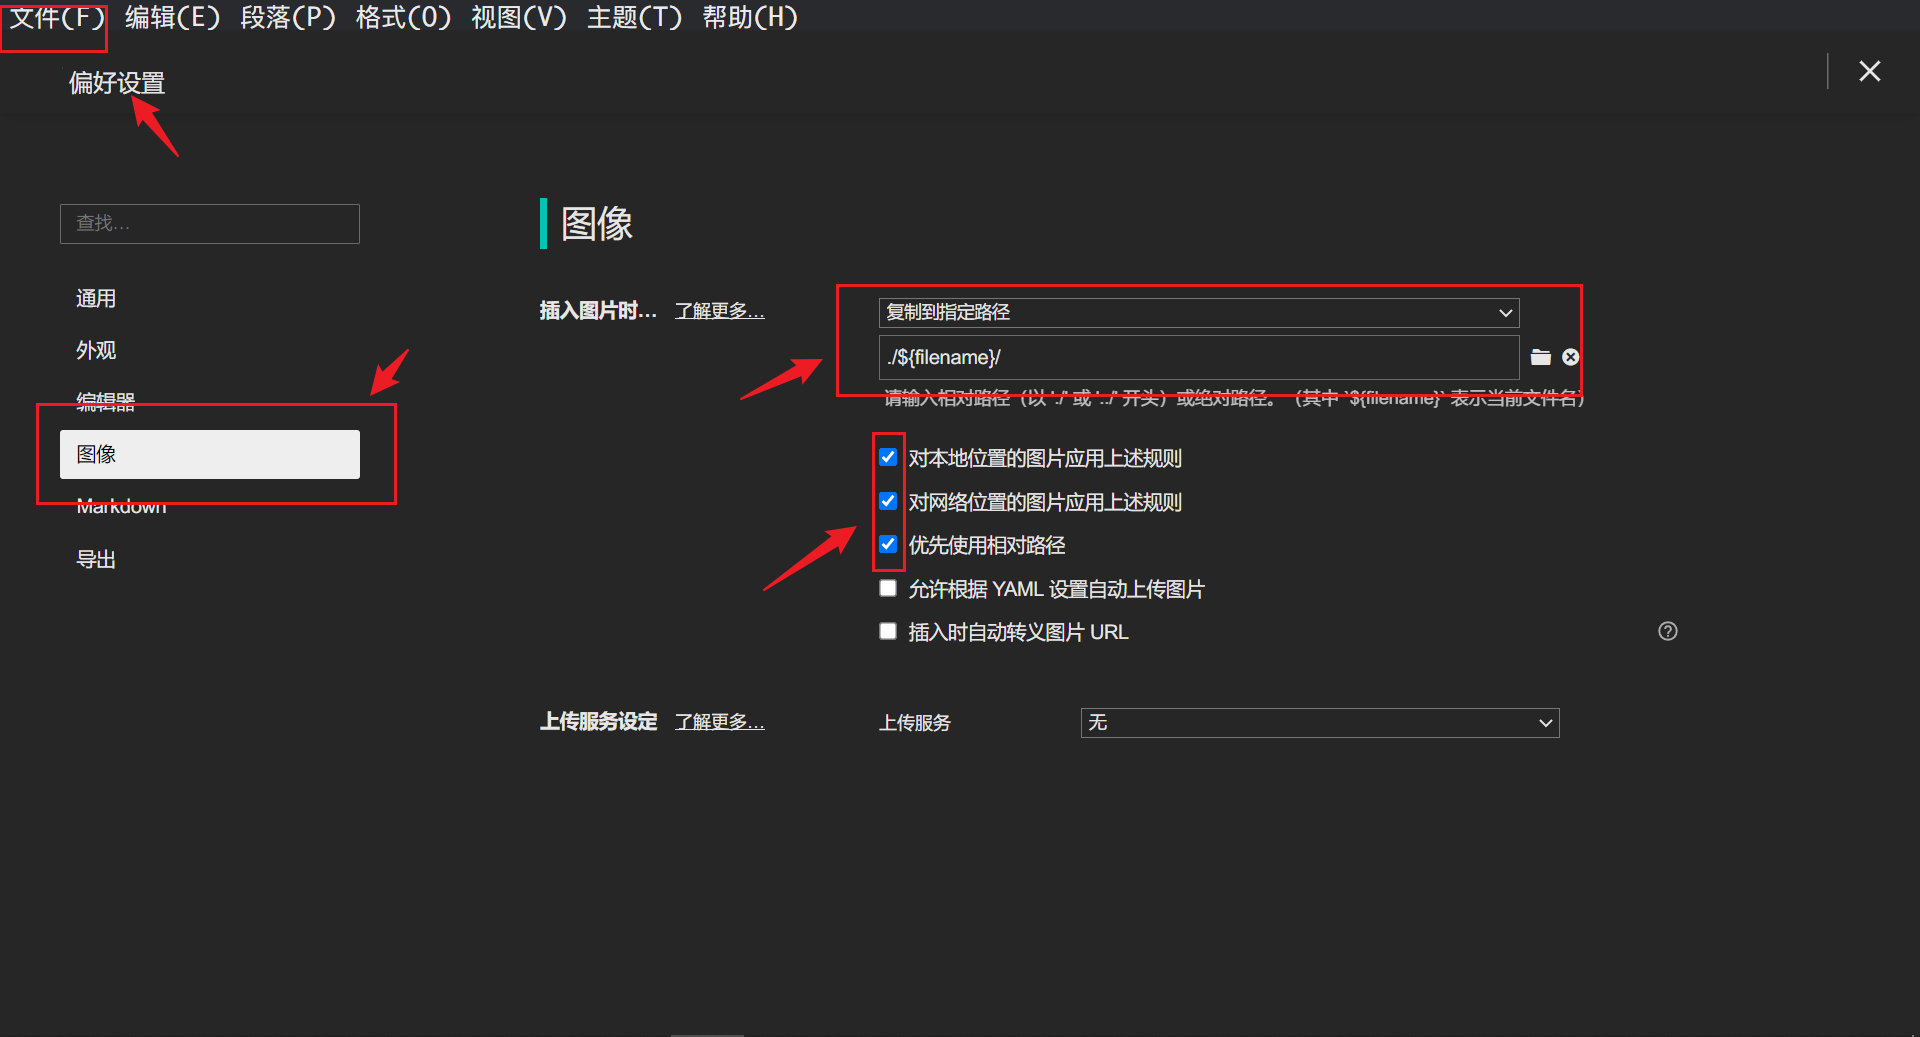 文件(F) 编辑(E) 段落(P) 格式(O) 视图(V) 主题(T) 帮助(H)
偏好设置
查找...
通用
外观
编辑器
图像
Markdown
导出
图像
插入图片时... 了解更多...
复制到指定路径
./${filename}/
请输入相对路径（以 './' 或 '../' 开头）或绝对路径。（其中 `${filename}` 表示当前文件名）
对本地位置的图片应用上述规则
对网络位置的图片应用上述规则
优先使用相对路径
允许根据 YAML 设置自动上传图片
插入时自动转义图片 URL
上传服务设定 了解更多...
上传服务
无